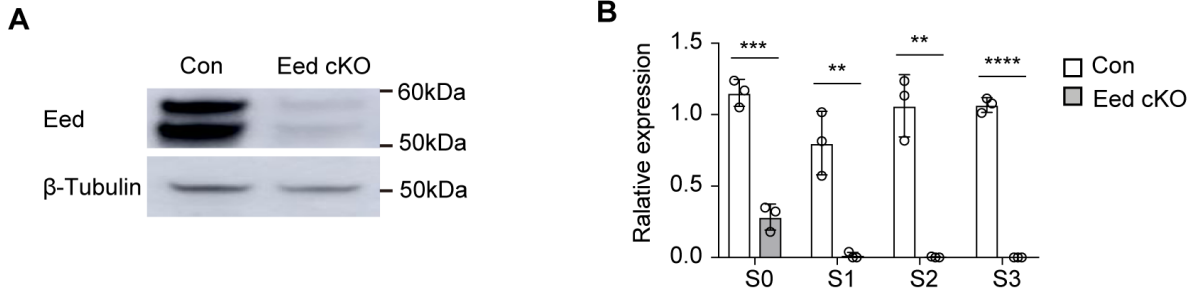 A
Con Eed cKO
Eed
60kDa
50kDa
β-Tubulin
50kDa
B
Ralative expression
1.5
1.0
0.5
0.0
***
**
**
****
S0 S1 S2 S3
Con
Eed cKO